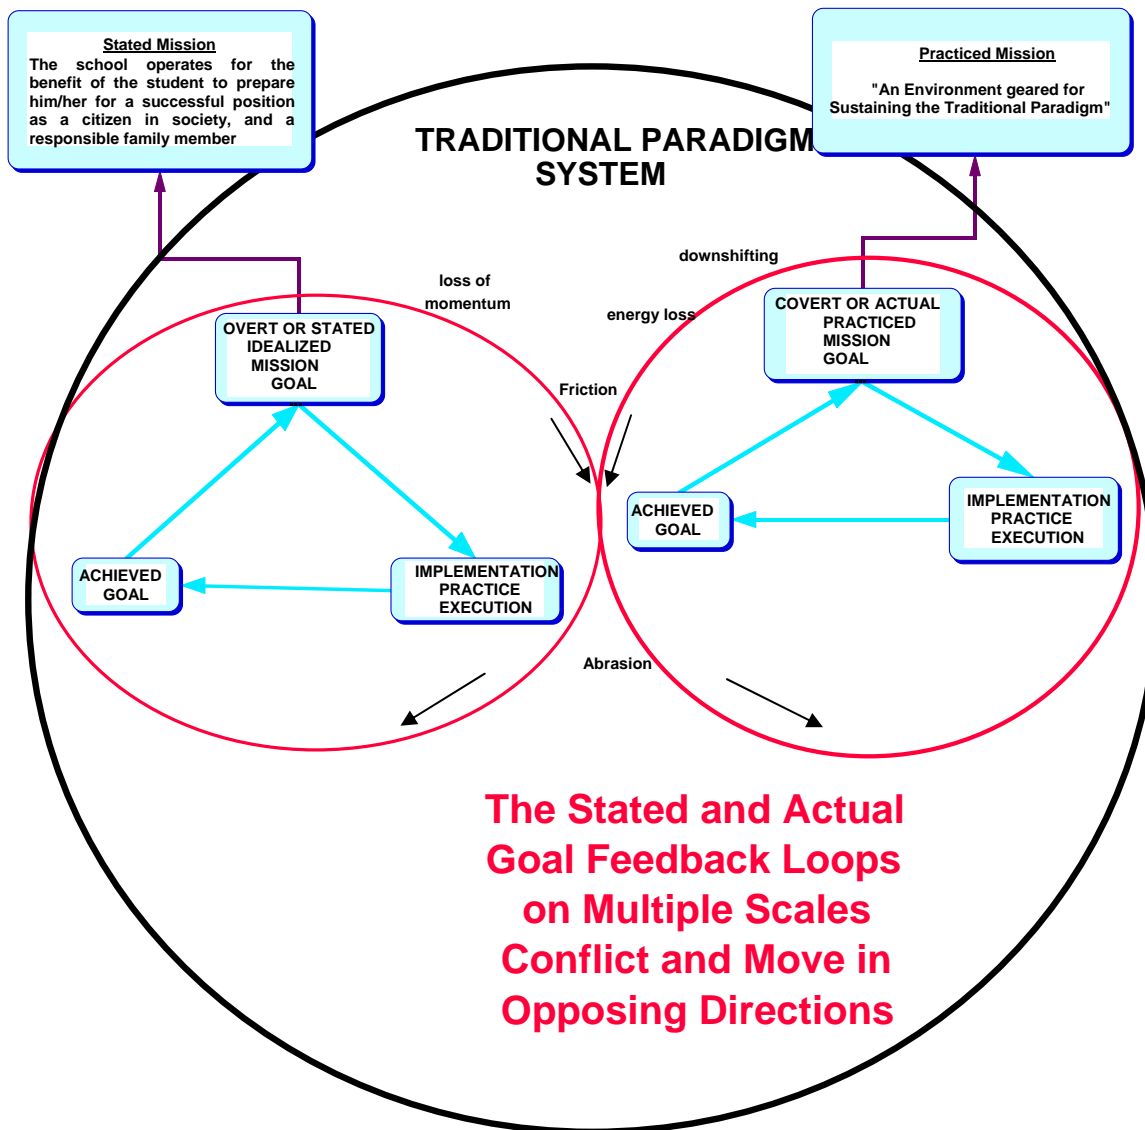 Stated Mission
The school operates for the
benefit of the student to prepare
him/her for a successful position
as a citizen in society, and a
responsible family member
Practiced Mission
"An Environment geared for
Sustaining the Traditional Paradigm"
TRADITIONAL PARADIGM
SYSTEM
downshifting
loss of
momentum
energy loss
OVERT OR STATED
IDEALIZED
MISSION
GOAL
COVERT OR ACTUAL
PRACTICED
MISSION
GOAL
Friction
ACHIEVED
GOAL
IMPLEMENTATION
PRACTICE
EXECUTION
ACHIEVED
GOAL
IMPLEMENTATION
PRACTICE
EXECUTION
Abrasion
The Stated and Actual
Goal Feedback Loops
on Multiple Scales
Conflict and Move in
Opposing Directions